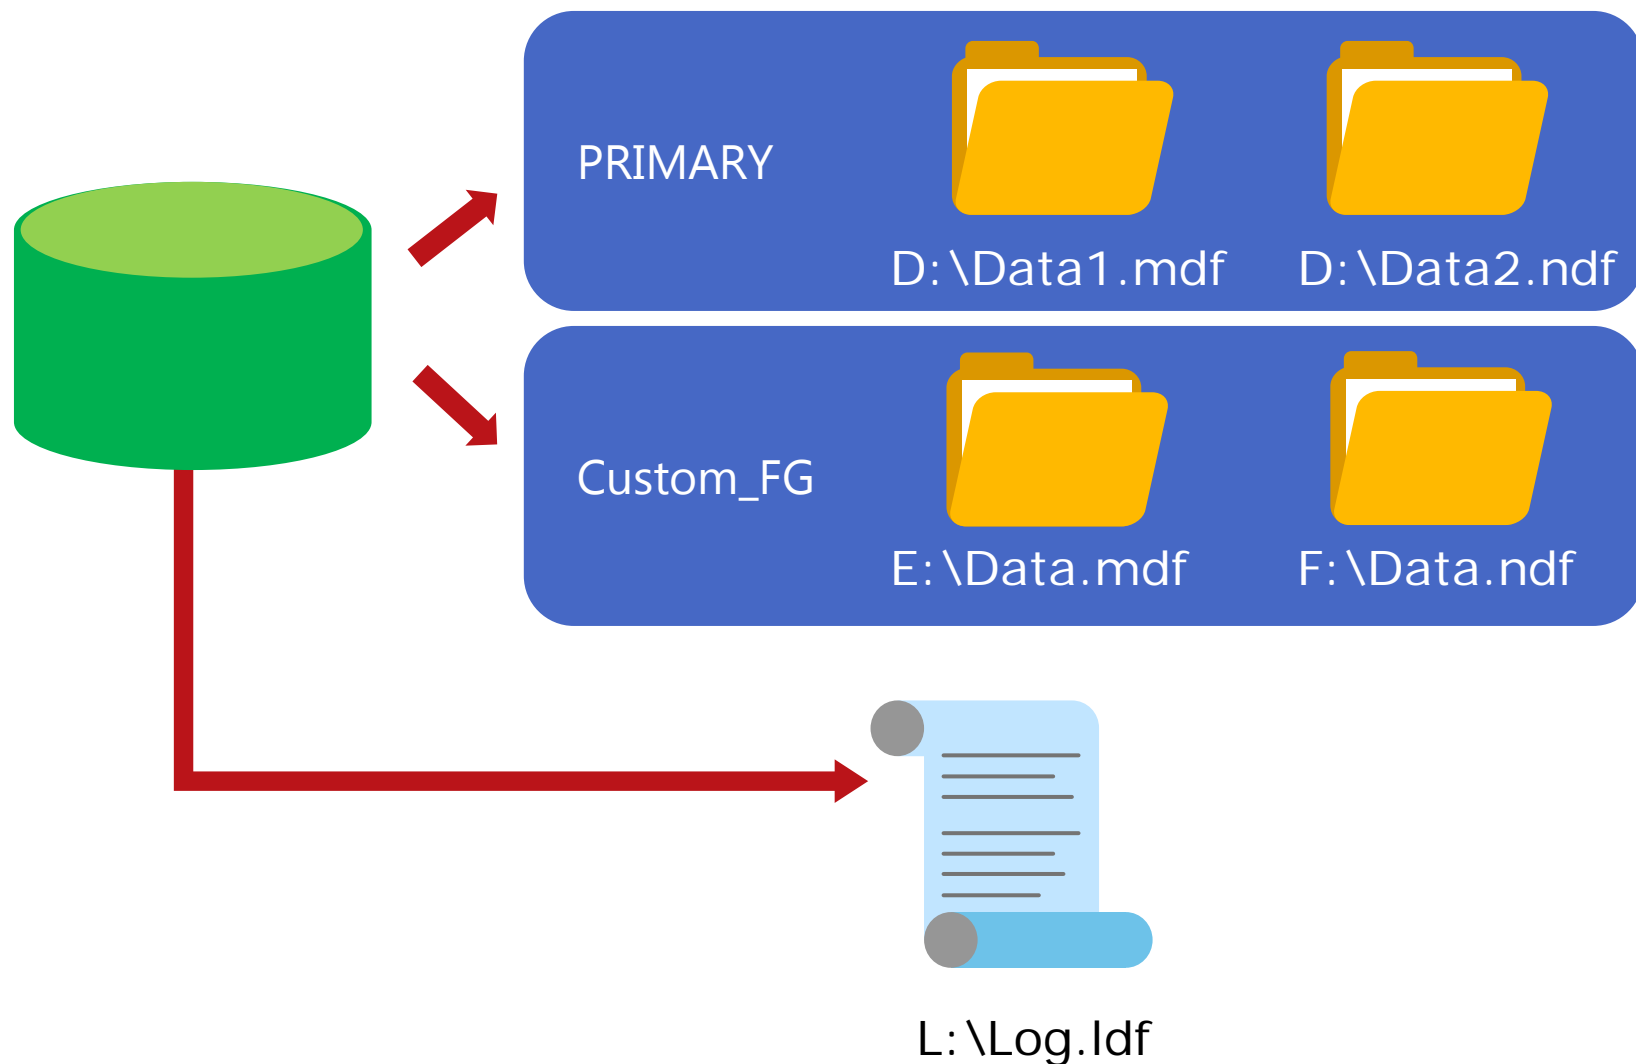 PRIMARY
D:\Data1.mdf
D:\Data2.ndf
Custom_FG
E:\Data.mdf
F:\Data.ndf
L:\Log.ldf